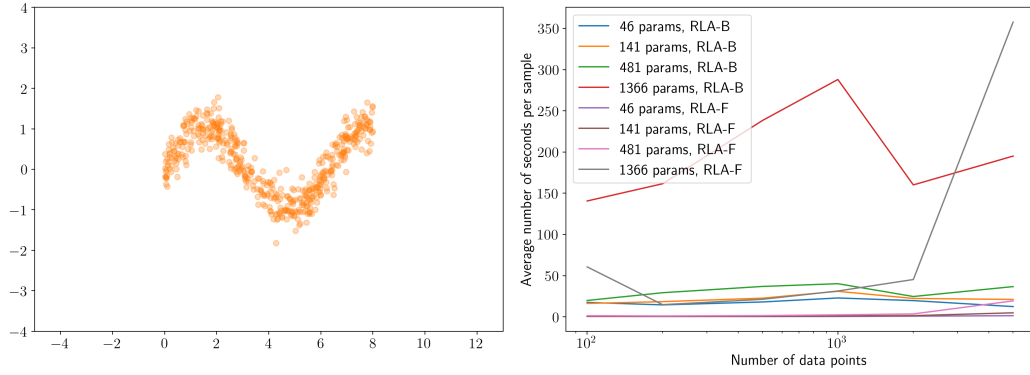 4
3
2
1
0
−1
−2
−3
−4
−4 −2 0 2 4 6 8 10 12
350
300
250
200
150
100
50
0
Average number of seconds per sample
46 params, RLA-B
141 params, RLA-B
481 params, RLA-B
1366 params, RLA-B
46 params, RLA-F
141 params, RLA-F
481 params, RLA-F
1366 params, RLA-F
10² 10³
Number of data points